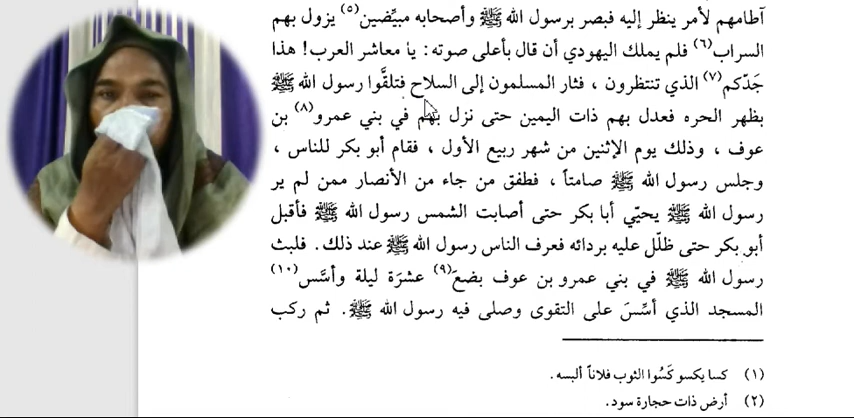 آطامهم لأمر ينظر إليه فبصر برسول الله ﷺ وأصحابه مبيِّضين(٥) يزول بهم
السراب(٦) فلم يملك اليهودي أن قال بأعلى صوته: يا معاشر العرب! هذا
جَدّكم(٧) الذي تنتظرون ، فثار المسلمون إلى السلاح فتلقَّوا رسول الله ﷺ
بظهر الحره فعدل بهم ذات اليمين حتى نزل بهم في بني عمرو(٨) بن
عوف ، وذلك يوم الإثنين من شهر ربيع الأول ، فقام أبو بكر للناس ،
وجلس رسول الله ﷺ صامتاً ، فطفق من جاء من الأنصار ممن لم ير
رسول الله ﷺ يحيّي أبا بكر حتى أصابت الشمس رسول الله ﷺ فأقبل
أبو بكر حتى ظلّل عليه بردائه فعرف الناس رسول الله ﷺ عند ذلك. فلبث
رسول الله ﷺ في بني عمرو بن عوف بضعَ(٩) عشرَة ليلة وأسَّس(١٠)
المسجد الذي أسِّسَ على التقوى وصلى فيه رسول الله ﷺ. ثم ركب
(١) كسا يكسو كَسُوا الثوب فلاناً ألبسه.
(٢) أرض ذات حجارة سود.